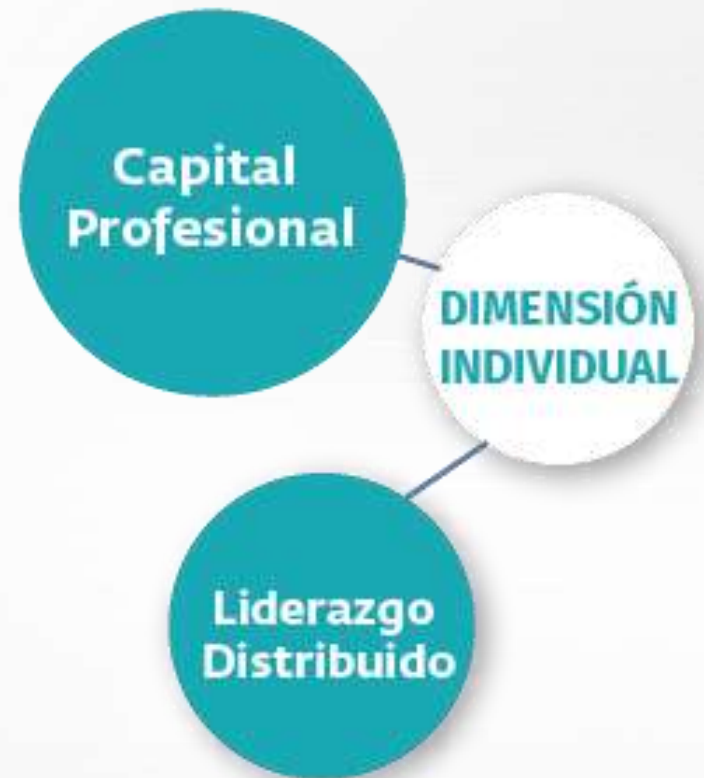 Capital
Profesional
DIMENSIÓN
INDIVIDUAL
Liderazgo
Distribuido